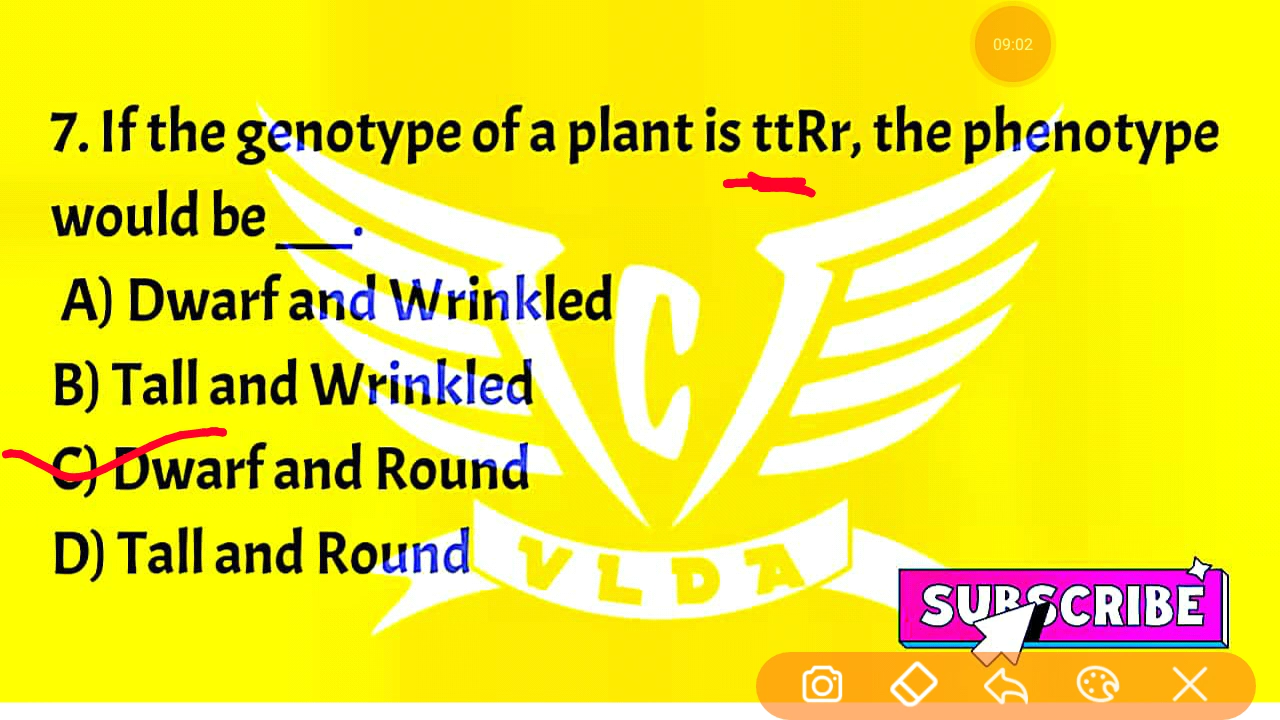 09:02
7. If the genotype of a plant is ttRr, the phenotype
would be ___.
A) Dwarf and Wrinkled
B) Tall and Wrinkled
C) Dwarf and Round
D) Tall and Round
C
VLDA
SUBSCRIBE